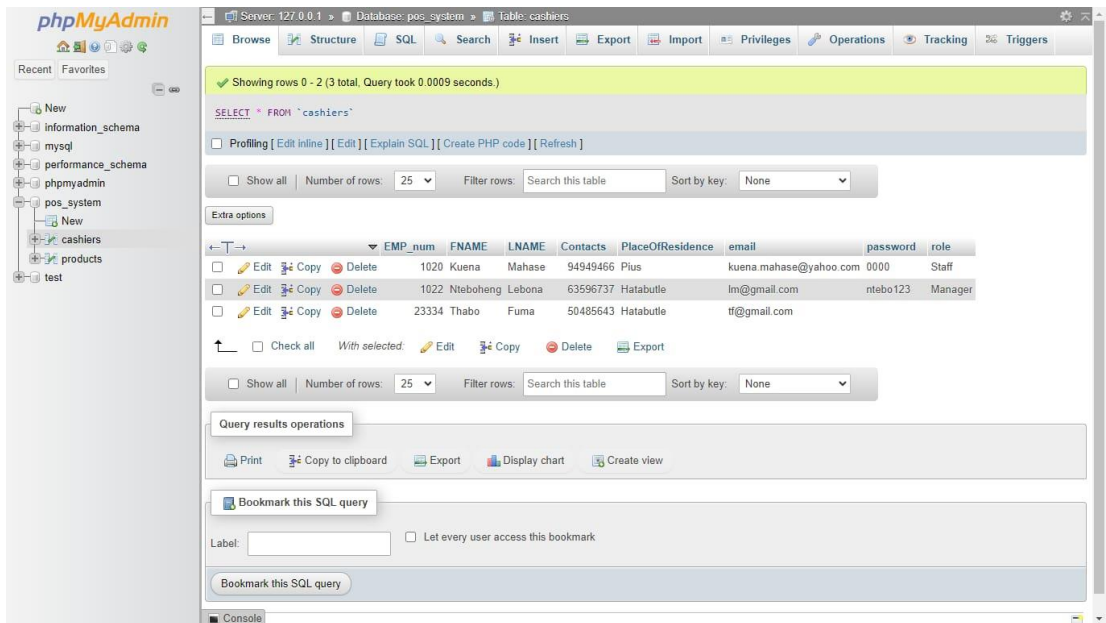 phpMyAdmin
Recent Favorites
New
information_schema
mysql
performance_schema
phpmyadmin
pos_system
New
cashiers
products
test
Server: 127.0.0.1 » Database: pos_system » Table: cashiers
Browse Structure SQL Search Insert Export Import Privileges Operations Tracking Triggers
Showing rows 0 - 2 (3 total, Query took 0.0009 seconds.)
SELECT * FROM `cashiers`
Profiling [ Edit inline ] [ Edit ] [ Explain SQL ] [ Create PHP code ] [ Refresh ]
Show all | Number of rows: 25 Filter rows: Search this table Sort by key: None
Extra options
←T→ EMP_num FNAME LNAME Contacts PlaceOfResidence email password role
Edit Copy Delete 1020 Kuena Mahase 94949466 Pius kuena.mahase@yahoo.com 0000 Staff
Edit Copy Delete 1022 Nteboheng Lebona 63596737 Hatabutle lm@gmail.com ntebo123 Manager
Edit Copy Delete 23334 Thabo Fuma 50485643 Hatabutle tf@gmail.com
Check all With selected: Edit Copy Delete Export
Show all | Number of rows: 25 Filter rows: Search this table Sort by key: None
Query results operations
Print Copy to clipboard Export Display chart Create view
Bookmark this SQL query
Label: Let every user access this bookmark
Bookmark this SQL query
Console